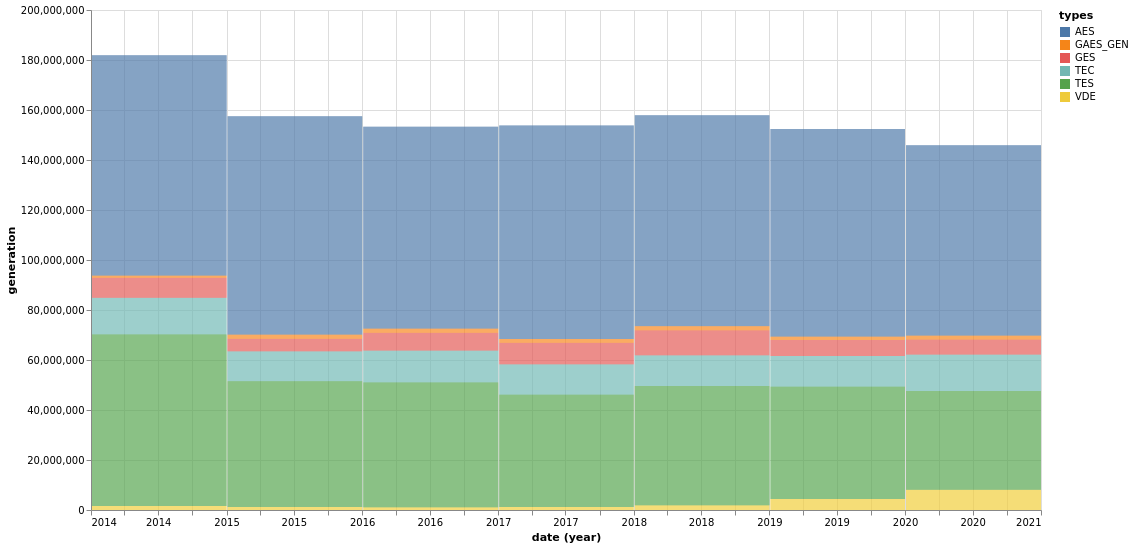 200,000,000
180,000,000
160,000,000
140,000,000
120,000,000
100,000,000
80,000,000
60,000,000
40,000,000
20,000,000
0
generation
2014 2014 2015 2015 2016 2016 2017 2017 2018 2018 2019 2019 2020 2020 2021
date (year)
types
AES
GAES_GEN
GES
TEC
TES
VDE